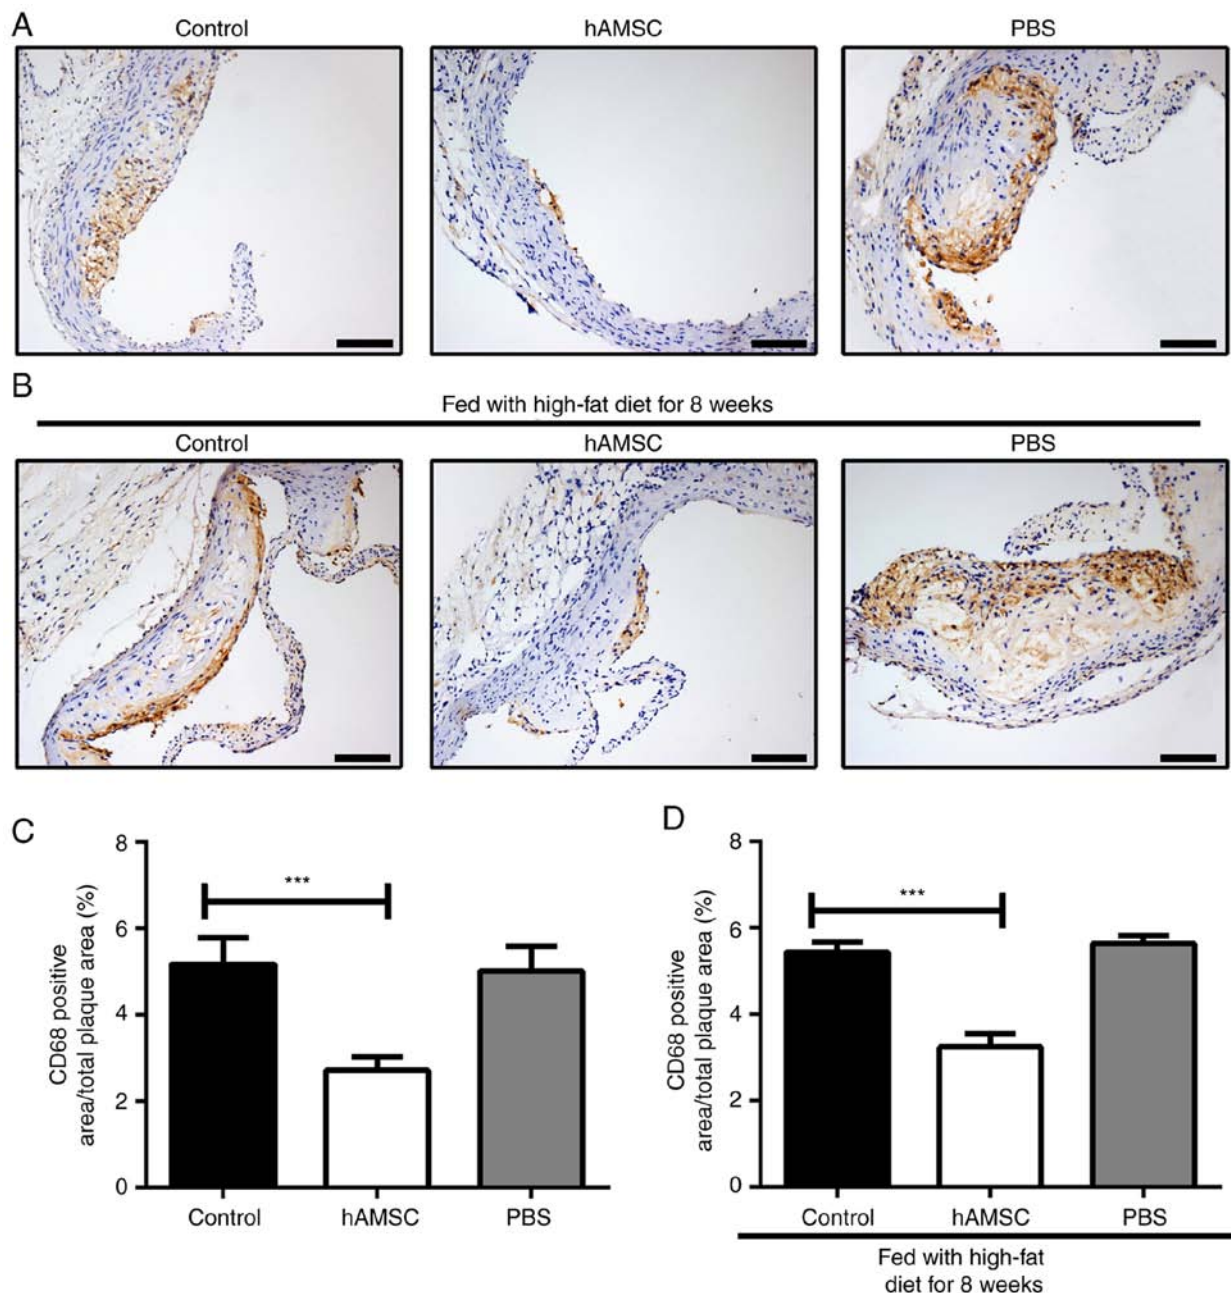 A
Control
hAMSC
PBS
B
Fed with high-fat diet for 8 weeks
Control
hAMSC
PBS
C
CD68 positive
area/total plaque area (%)
8
6
4
2
0
***
Control
hAMSC
PBS
D
CD68 positive
area/total plaque area (%)
8
6
4
2
0
***
Control
hAMSC
PBS
Fed with high-fat
diet for 8 weeks